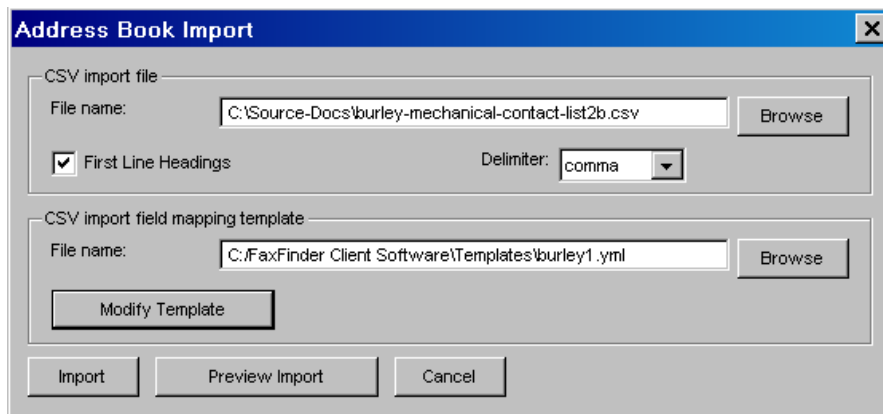 Address Book Import
CSV import file
File name: C:\Source-Docs\burley-mechanical-contact-list2b.csv Browse
First Line Headings Delimiter: comma
CSV import field mapping template
File name: C:/FaxFinder Client Software\Templates\burley1.yml Browse
Modify Template
Import Preview Import Cancel